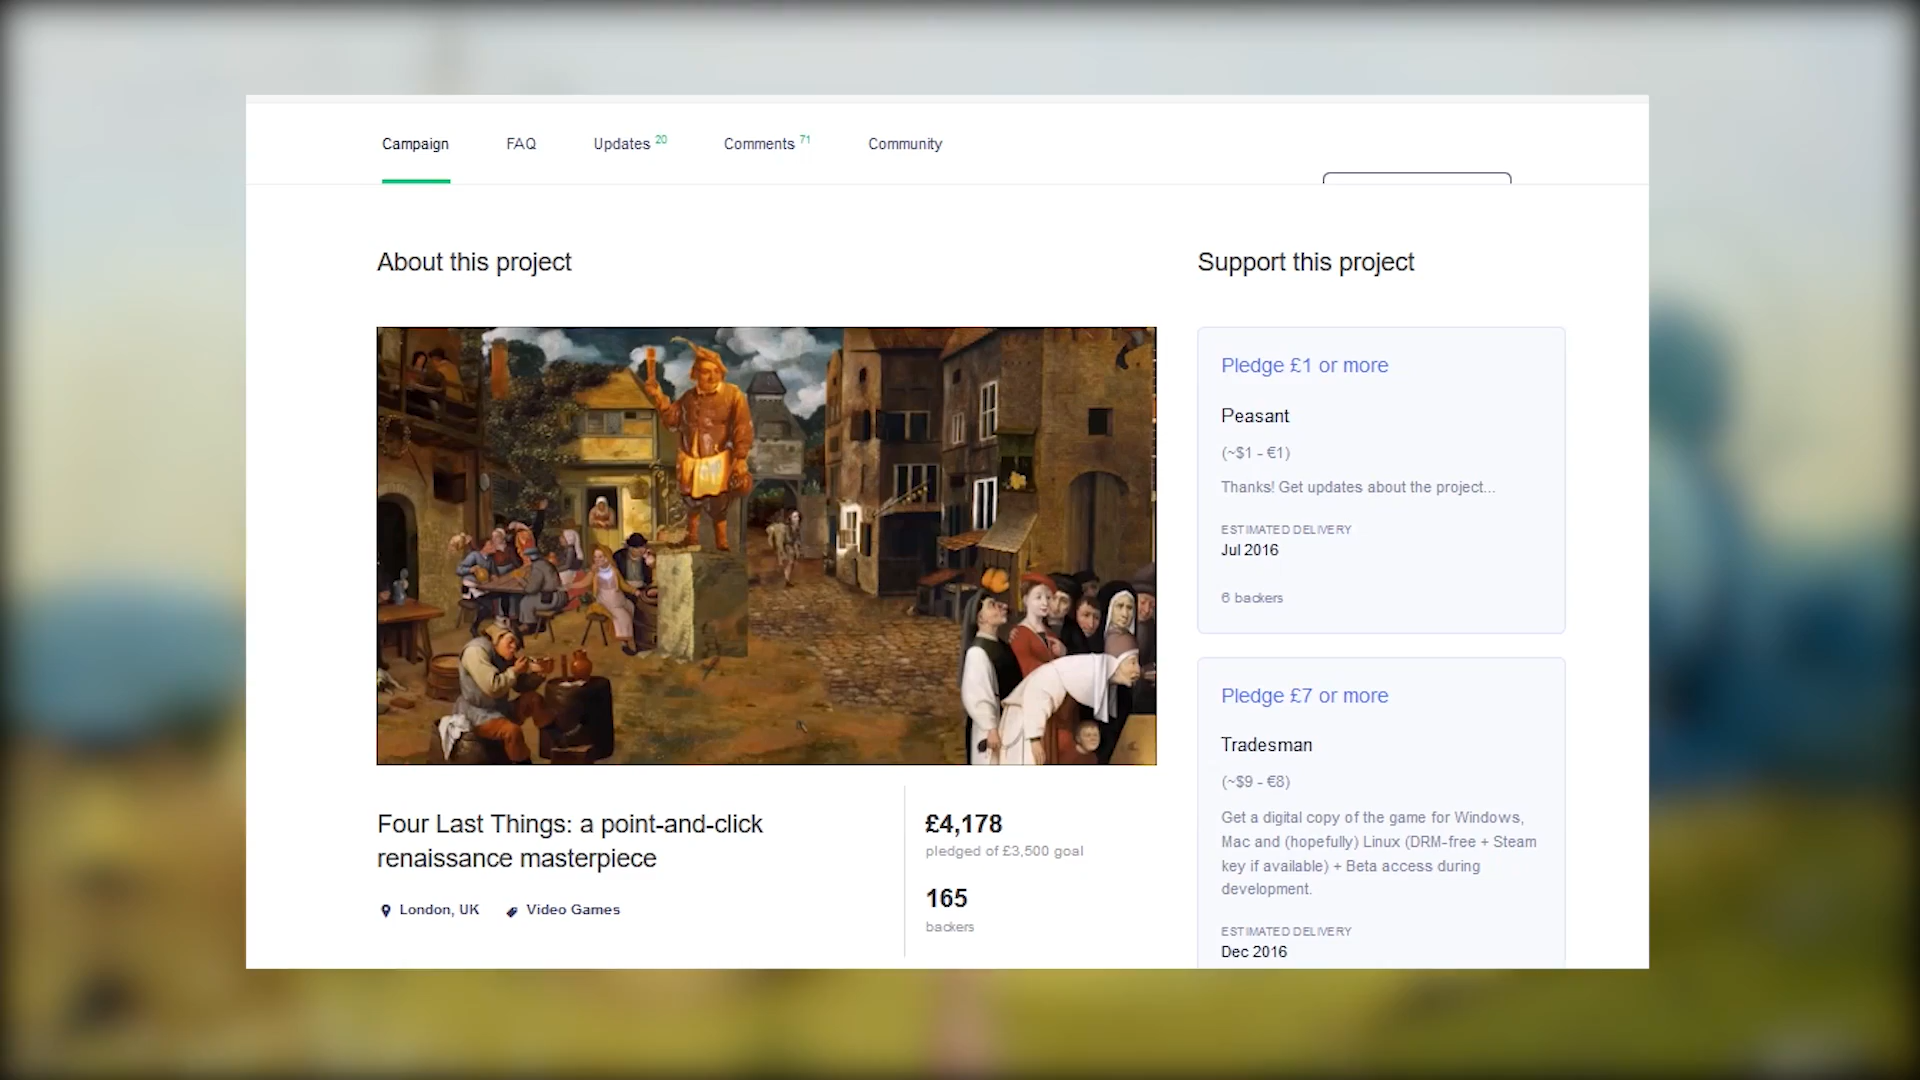 Campaign
FAQ
Updates 20
Comments 71
Community
About this project
Four Last Things: a point-and-click
renaissance masterpiece
London, UK
Video Games
£4,178
pledged of £3,500 goal
165
backers
Support this project
Pledge £1 or more
Peasant
(~$1 - €1)
Thanks! Get updates about the project...
ESTIMATED DELIVERY
Jul 2016
6 backers
Pledge £7 or more
Tradesman
(~$9 - €8)
Get a digital copy of the game for Windows,
Mac and (hopefully) Linux (DRM-free + Steam
key if available) + Beta access during
development.
ESTIMATED DELIVERY
Dec 2016